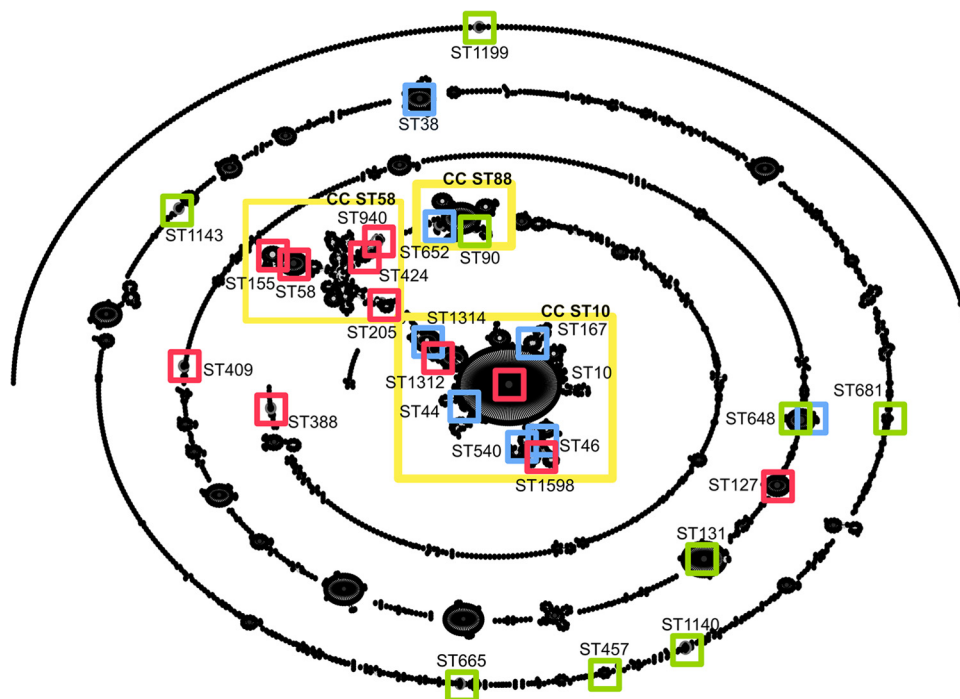 ST1199
ST38
CC ST88
CC ST58
ST940
ST1143
ST652
ST90
ST424
ST155
ST58
CC ST10
ST1314
ST167
ST205
ST409
ST1312
ST10
ST44
ST681
ST648
ST388
ST540
ST46
ST1598
ST127
ST131
ST1140
ST457
ST665